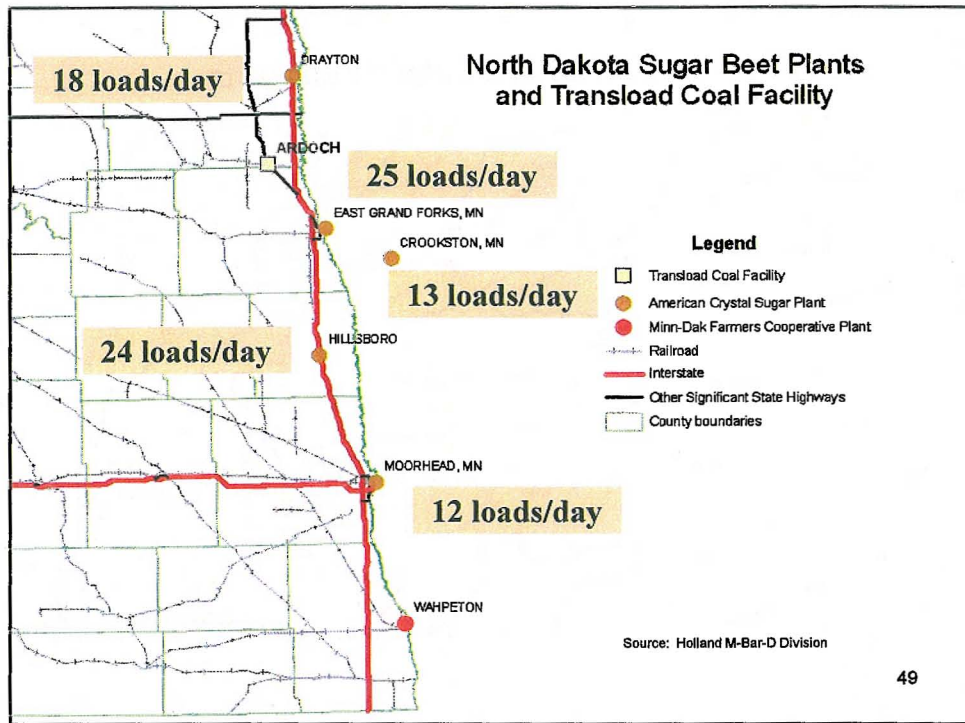 North Dakota Sugar Beet Plants
and Transload Coal Facility
DRAYTON
18 loads/day
ARDOCH
25 loads/day
EAST GRAND FORKS, MN
CROOKSTON, MN
13 loads/day
HILLSBORO
24 loads/day
MOORHEAD, MN
12 loads/day
WAHPETON
Legend
Transload Coal Facility
American Crystal Sugar Plant
Minn-Dak Farmers Cooperative Plant
Railroad
Interstate
Other Significant State Highways
County boundaries
Source: Holland M-Bar-D Division
49